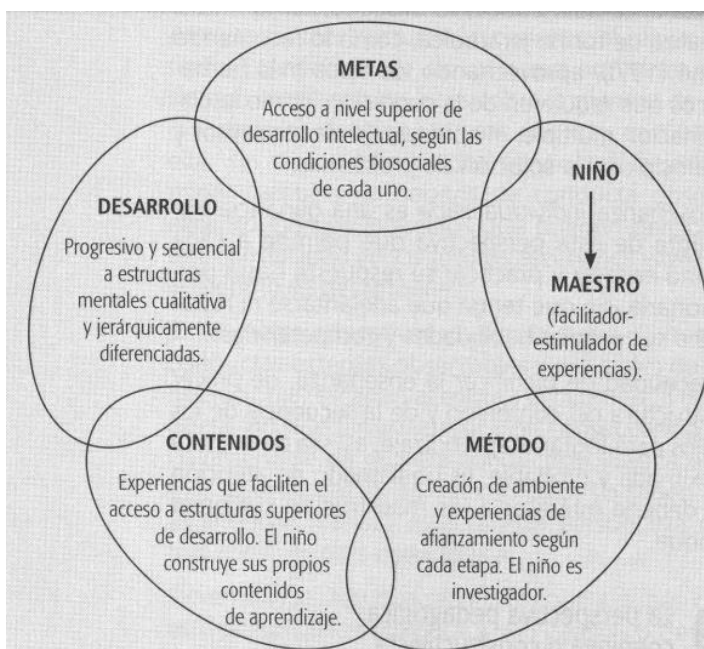 METAS
Acceso a nivel superior de
desarrollo intelectual, según las
condiciones biosociales
de cada uno.
DESARROLLO
Progresivo y secuencial
a estructuras
mentales cualitativa
y jerárquicamente
diferenciadas.
NIÑO
MAESTRO
(facilitador-
estimulador de
experiencias).
CONTENIDOS
Experiencias que faciliten el
acceso a estructuras superiores
de desarrollo. El niño
construye sus propios
contenidos
de aprendizaje.
MÉTODO
Creación de ambiente
y experiencias de
afianzamiento según
cada etapa. El niño es
investigador.